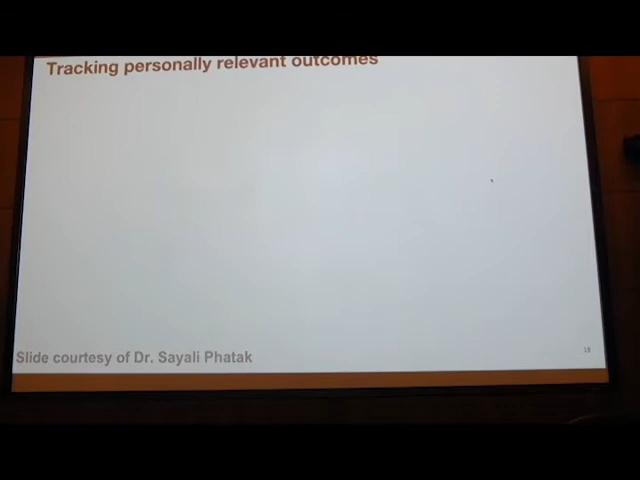 Tracking personally relevant outcomes
Slide courtesy of Dr. Sayali Phatak